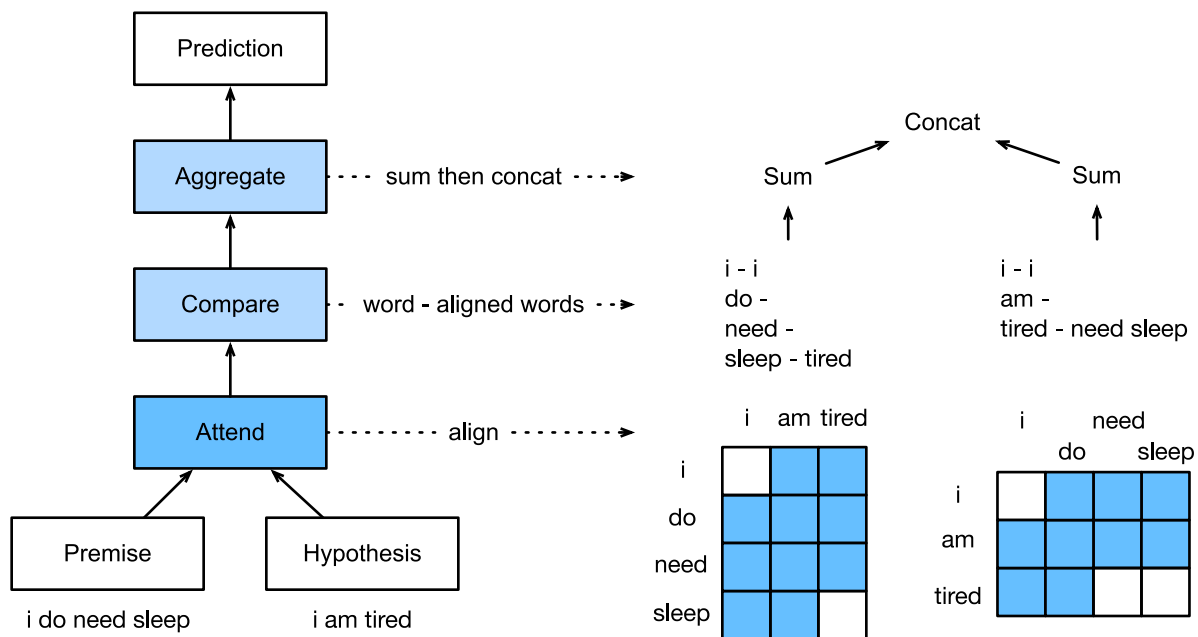 Prediction
Aggregate
sum then concat
Compare
word - aligned words
Attend
align
Premise
Hypothesis
i do need sleep
i am tired
Concat
Sum
Sum
i - i
do -
need -
sleep - tired
i - i
am -
tired - need sleep
i am tired
i
do
need
sleep
i need
do sleep
i
am
tired